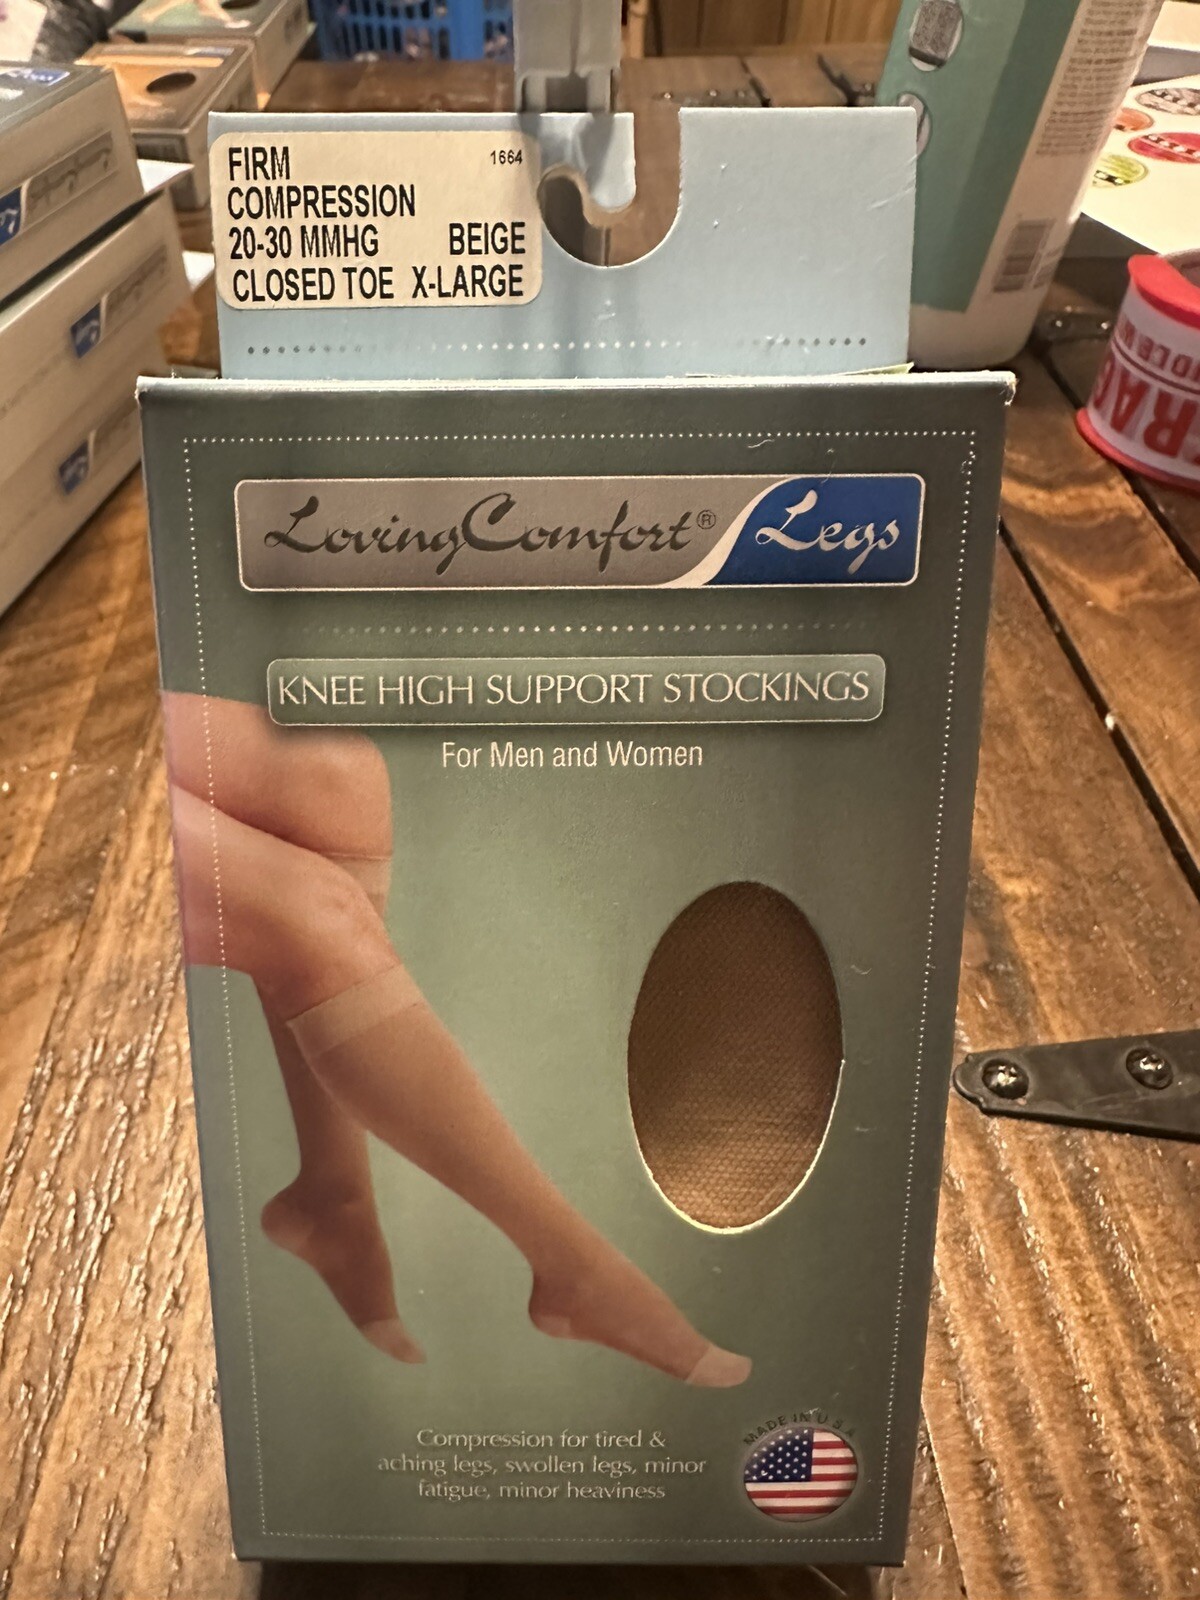 FIRM 1664
COMPRESSION
20-30 MMHG BEIGE
CLOSED TOE X-LARGE
LovingComfort® Legs
KNEE HIGH SUPPORT STOCKINGS
For Men and Women
Compression for tired &
aching legs, swollen legs, minor
fatigue, minor heaviness
MADE IN U.S.A